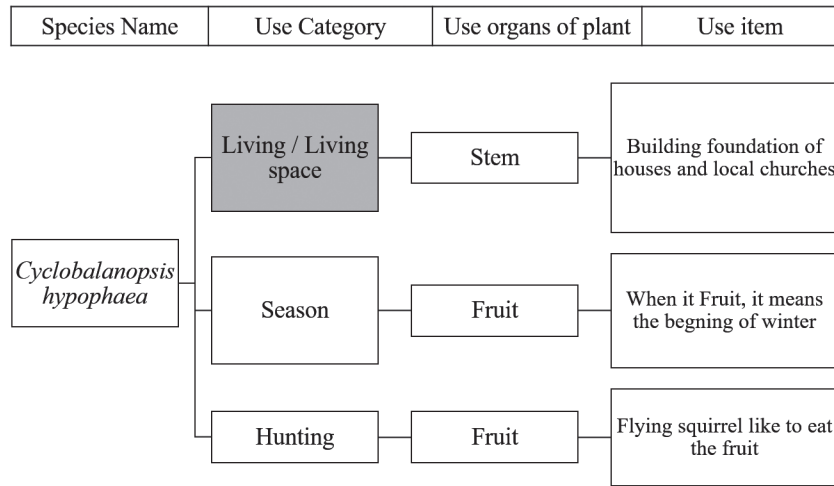 Species Name
Use Category
Use organs of plant
Use item
Living / Living
space
Stem
Building foundation of
houses and local churches
Cyclobalanopsis
hypophaea
Season
Fruit
When it Fruit, it means
the begning of winter
Hunting
Fruit
Flying squirrel like to eat
the fruit